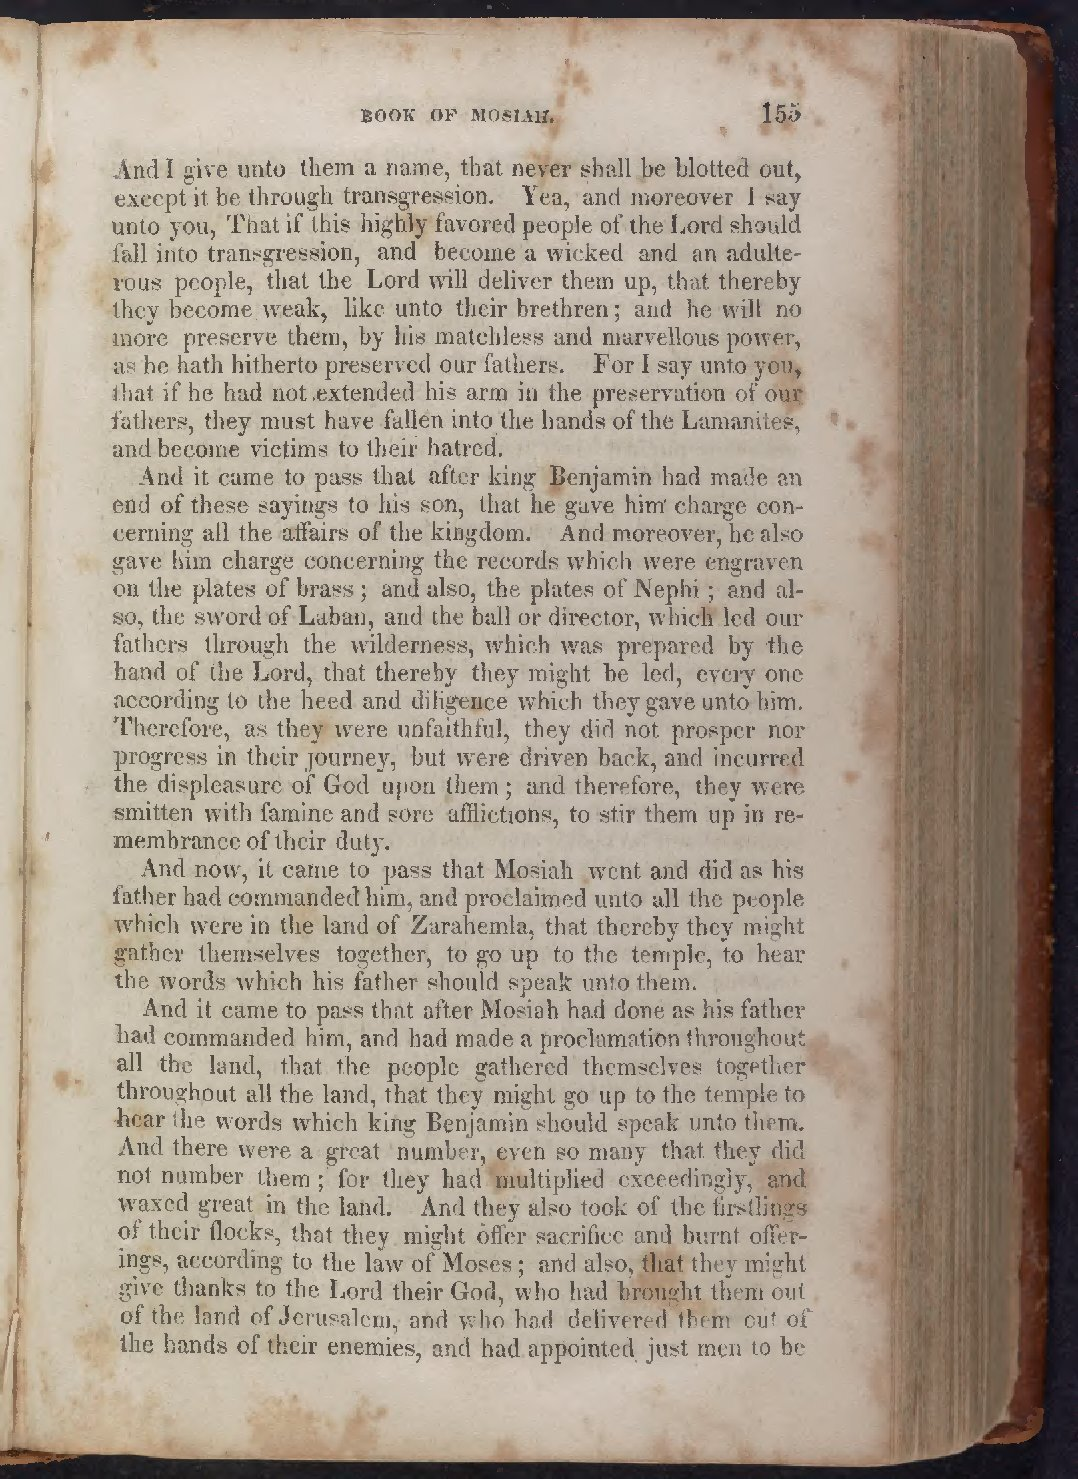 BOOK OF MOSIAH. 155
And I give unto them a name, that never shall be blotted out,
except it be through transgression. Yea, and moreover I say
unto you, That if this highly favored people of the Lord should
fall into transgression, and become a wicked and an adulte-
rous people, that the Lord will deliver them up, that thereby
they become weak, like unto their brethren; and he will no
more preserve them, by his matchless and marvellous power,
as he hath hitherto preserved our fathers. For I say unto you,
that if he had not extended his arm in the preservation of our
fathers, they must have fallen into the hands of the Lamanites,
and become victims to their hatred.
And it came to pass that after king Benjamin had made an
end of these sayings to his son, that he gave him charge con-
cerning all the affairs of the kingdom. And moreover, he also
gave him charge concerning the records which were engraven
on the plates of brass; and also, the plates of Nephi; and al-
so, the sword of Laban, and the ball or director, which led our
fathers through the wilderness, which was prepared by the
hand of the Lord, that thereby they might be led, every one
according to the heed and diligence which they gave unto him.
Therefore, as they were unfaithful, they did not prosper nor
progress in their journey, but were driven back, and incurred
the displeasure of God upon them; and therefore, they were
smitten with famine and sore afflictions, to stir them up in re-
membrance of their duty.
And now, it came to pass that Mosiah went and did as his
father had commanded him, and proclaimed unto all the people
which were in the land of Zarahemla, that thereby they might
gather themselves together, to go up to the temple, to hear
the words which his father should speak unto them.
And it came to pass that after Mosiah had done as his father
had commanded him, and had made a proclamation throughout
all the land, that the people gathered themselves together
throughout all the land, that they might go up to the temple to
hear the words which king Benjamin should speak unto them.
And there were a great number, even so many that they did
not number them; for they had multiplied exceedingly, and
waxed great in the land. And they also took of the firstlings
of their flocks, that they might offer sacrifice and burnt offer-
ings, according to the law of Moses; and also, that they might
give thanks to the Lord their God, who had brought them out
of the land of Jerusalem, and who had delivered them out of
the hands of their enemies, and had appointed just men to be